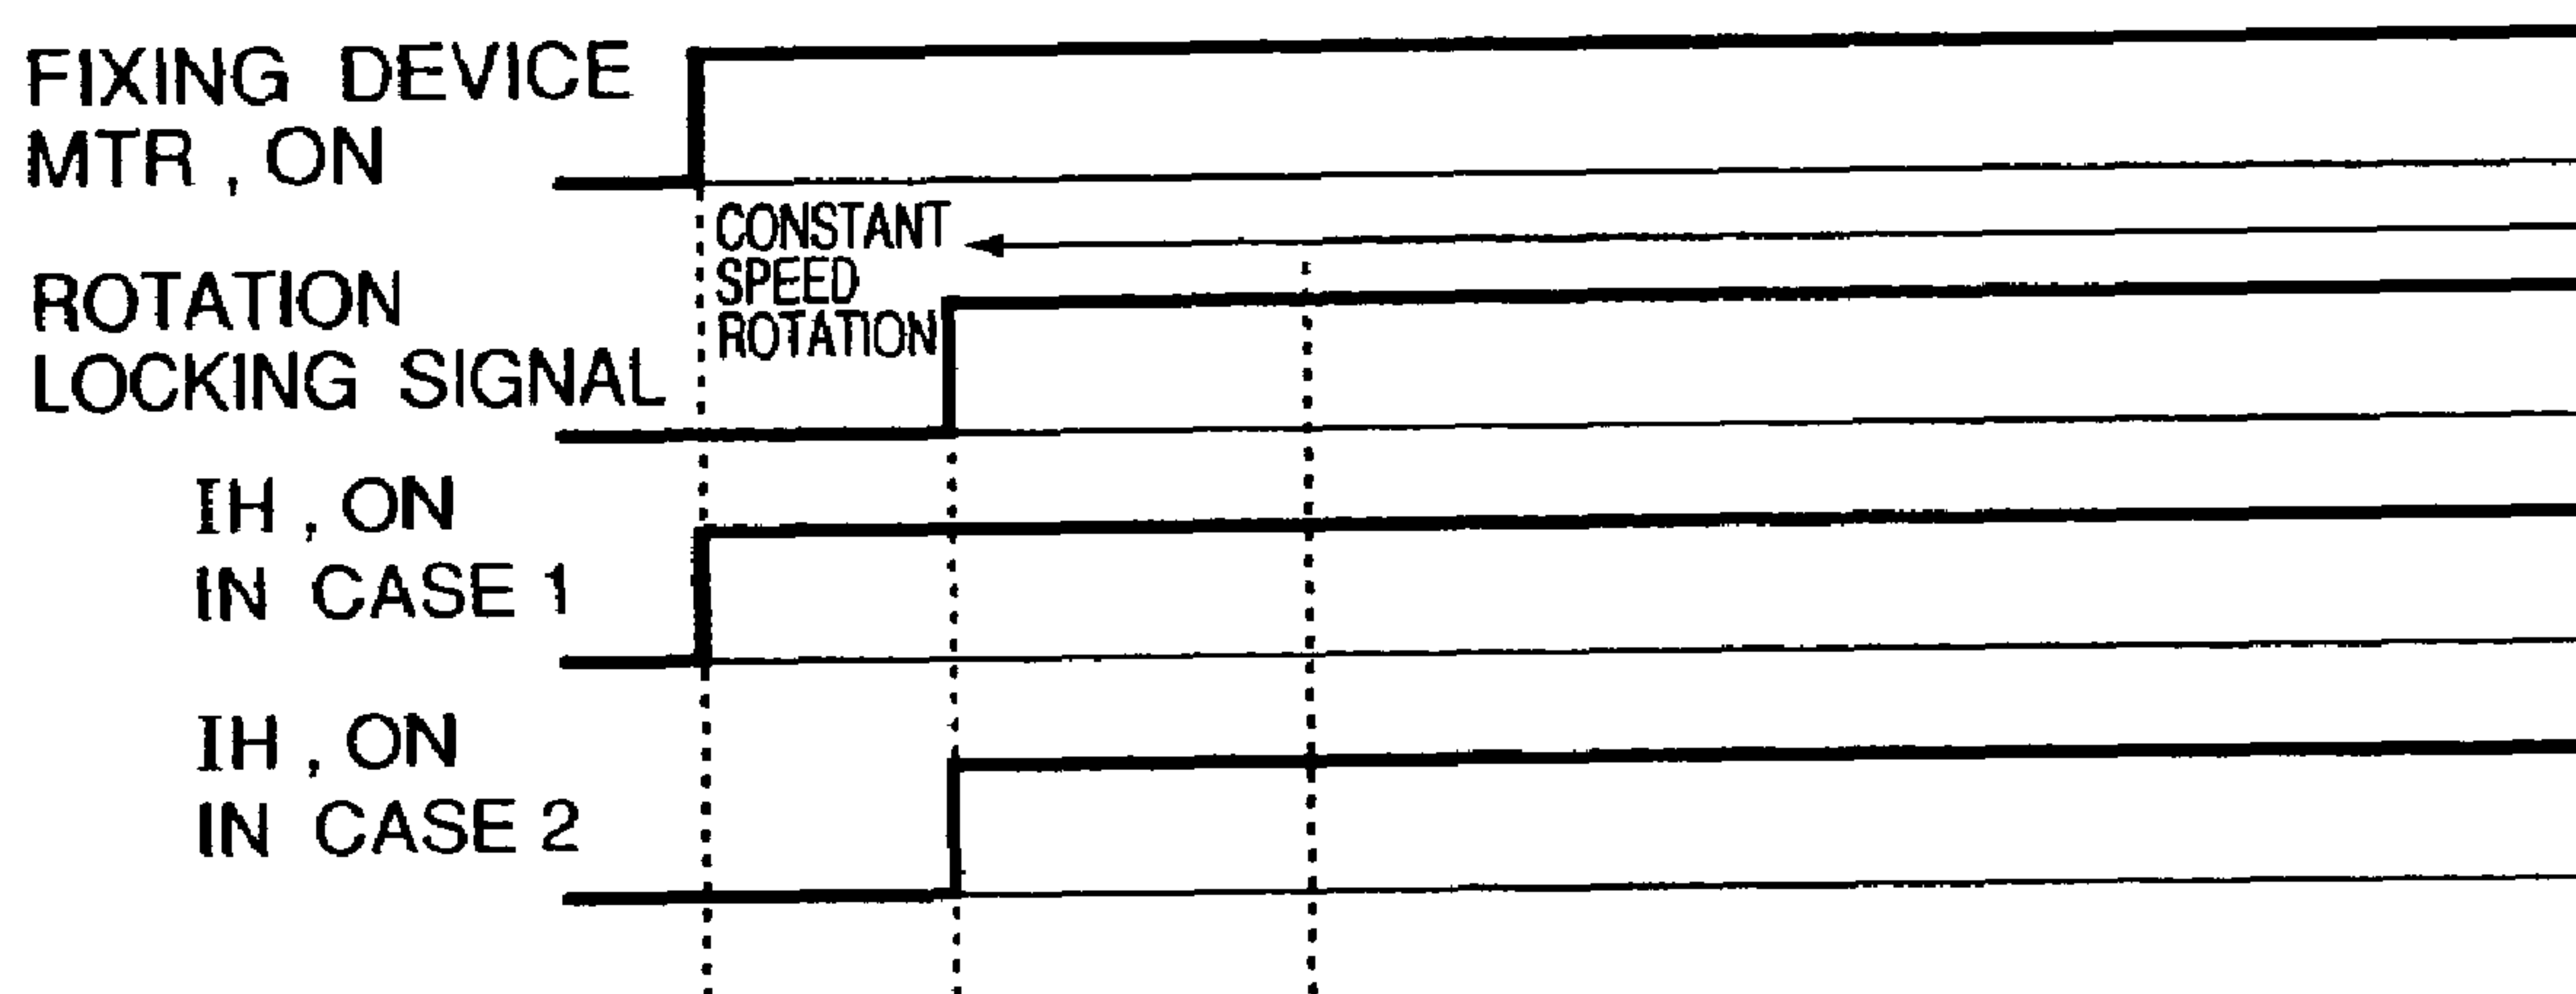 FIXING DEVICE
MTR , ON
CONSTANT
SPEED
ROTATION
ROTATION
LOCKING SIGNAL
IH , ON
IN CASE 1
IH , ON
IN CASE 2